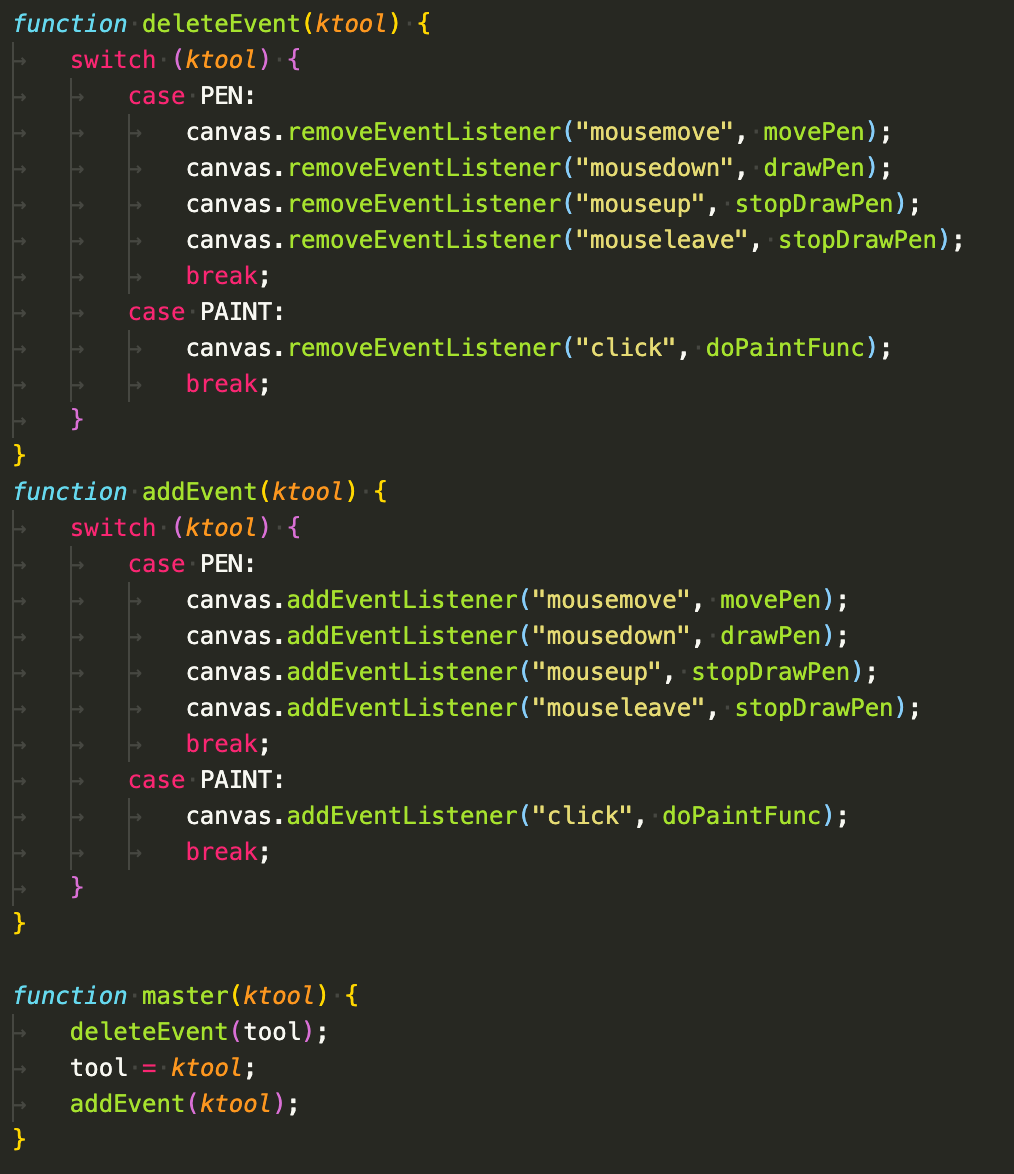 function deleteEvent(ktool) {
    switch (ktool) {
        case PEN:
            canvas.removeEventListener("mousemove", movePen);
            canvas.removeEventListener("mousedown", drawPen);
            canvas.removeEventListener("mouseup", stopDrawPen);
            canvas.removeEventListener("mouseleave", stopDrawPen);
            break;
        case PAINT:
            canvas.removeEventListener("click", doPaintFunc);
            break;
    }
}
function addEvent(ktool) {
    switch (ktool) {
        case PEN:
            canvas.addEventListener("mousemove", movePen);
            canvas.addEventListener("mousedown", drawPen);
            canvas.addEventListener("mouseup", stopDrawPen);
            canvas.addEventListener("mouseleave", stopDrawPen);
            break;
        case PAINT:
            canvas.addEventListener("click", doPaintFunc);
            break;
    }
}

function master(ktool) {
    deleteEvent(tool);
    tool = ktool;
    addEvent(ktool);
}